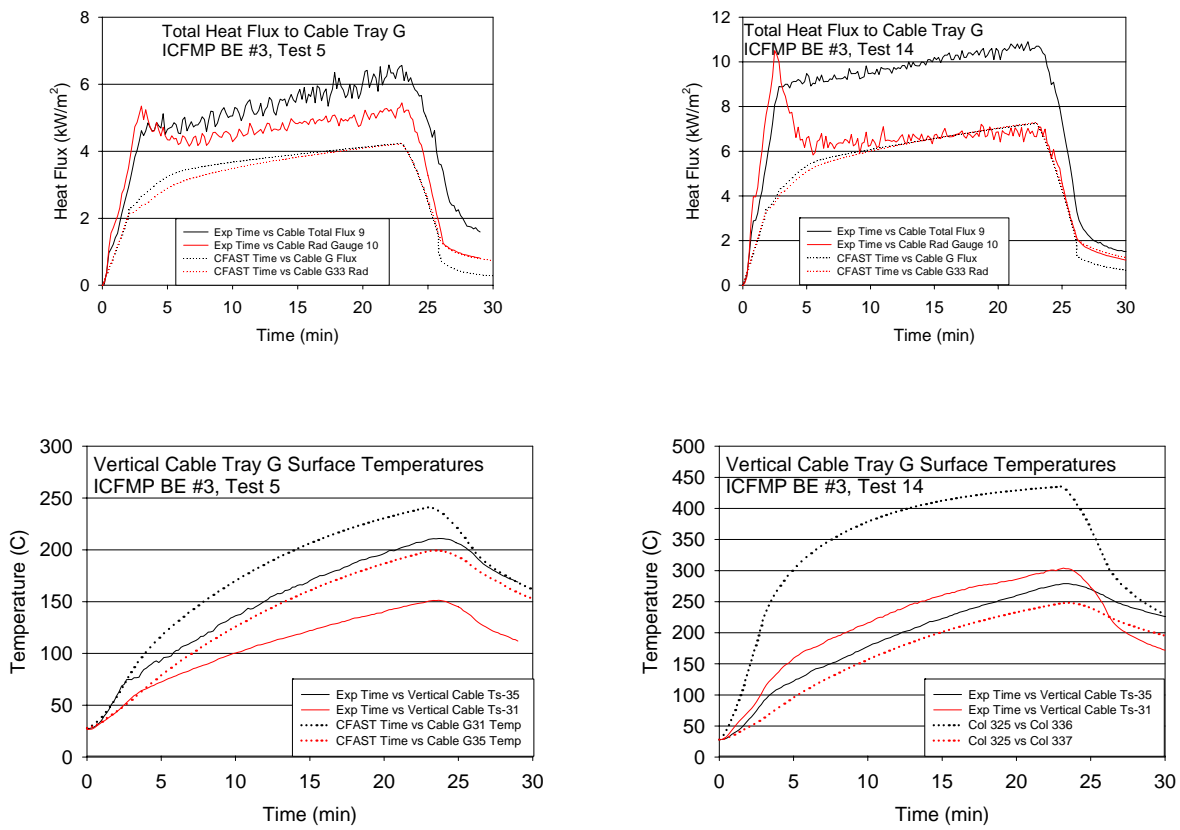 Total Heat Flux to Cable Tray G
ICFMP BE #3, Test 5
Heat Flux (kW/m²)
8
6
4
2
0
Exp Time vs Cable Total Flux 9
Exp Time vs Cable Rad Gauge 10
CFAST Time vs Cable G Flux
CFAST Time vs Cable G33 Rad
0 5 10 15 20 25 30
Time (min)
Total Heat Flux to Cable Tray G
ICFMP BE #3, Test 14
Heat Flux (kW/m²)
14
12
10
8
6
4
2
0
Exp Time vs Cable Total Flux 9
Exp Time vs Cable Rad Gauge 10
CFAST Time vs Cable G Flux
CFAST Time vs Cable G33 Rad
0 5 10 15 20 25 30
Time (min)
Vertical Cable Tray G Surface Temperatures
ICFMP BE #3, Test 5
Temperature (C)
300
250
200
150
100
50
0
Exp Time vs Vertical Cable Ts-35
Exp Time vs Vertical Cable Ts-31
CFAST Time vs Cable G31 Temp
CFAST Time vs Cable G35 Temp
0 5 10 15 20 25 30
Time (min)
Vertical Cable Tray G Surface Temperatures
ICFMP BE #3, Test 14
Temperature (C)
500
450
400
350
300
250
200
150
100
50
0
Exp Time vs Vertical Cable Ts-35
Exp Time vs Vertical Cable Ts-31
Col 325 vs Col 336
Col 325 vs Col 337
0 5 10 15 20 25 30
Time (min)